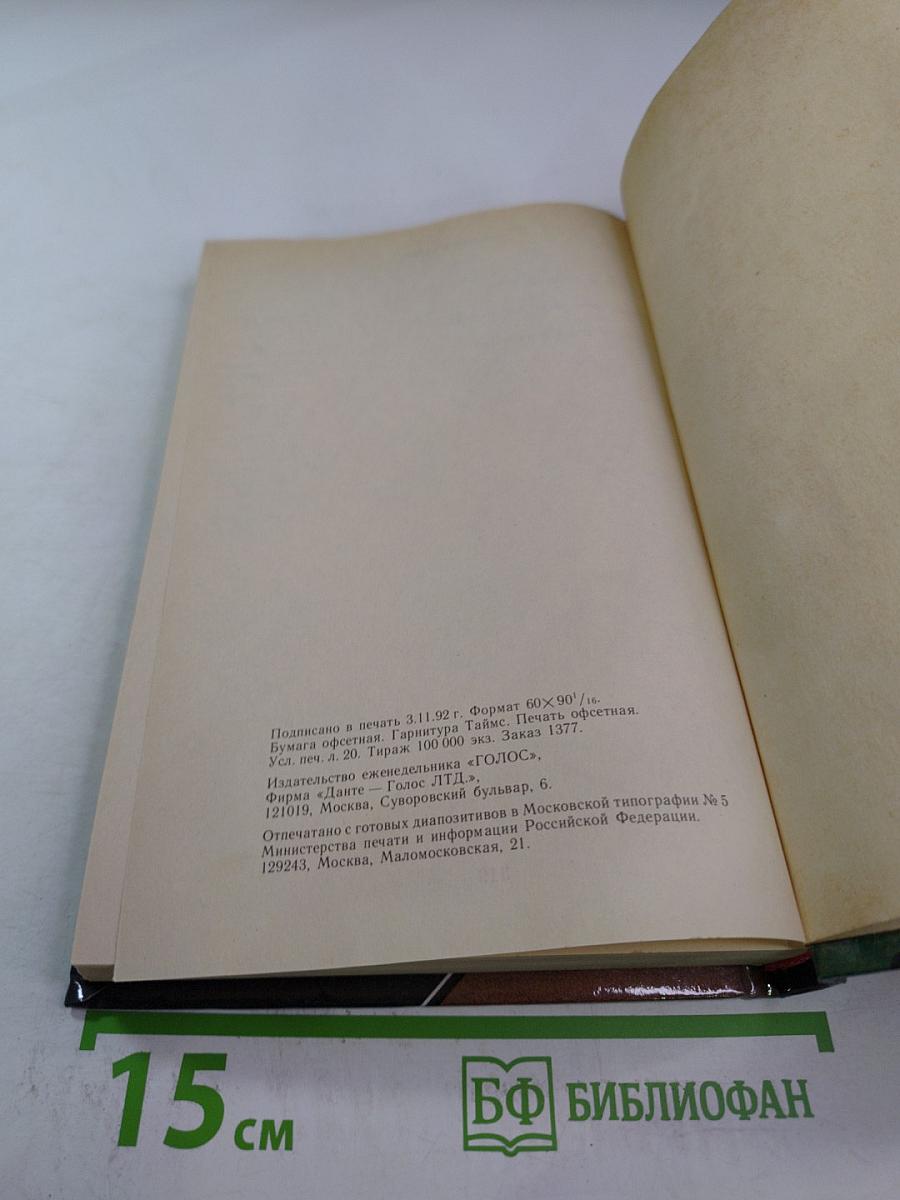 Подписано в печать 3.11.92 г. Формат 60×90¹/₁₆.
Бумага офсетная. Гарнитура Таймс. Печать офсетная.
Усл. печ. л. 20. Тираж 100 000 экз. Заказ 1377.
Издательство еженедельника «ГОЛОС»,
Фирма «Данте — Голос ЛТД.»,
121019, Москва, Суворовский бульвар, 6.
Отпечатано с готовых диапозитивов в Московской типографии № 5
Министерства печати и информации Российской Федерации.
129243, Москва, Маломосковская, 21.
15 см
БФ БИБЛИОФАН